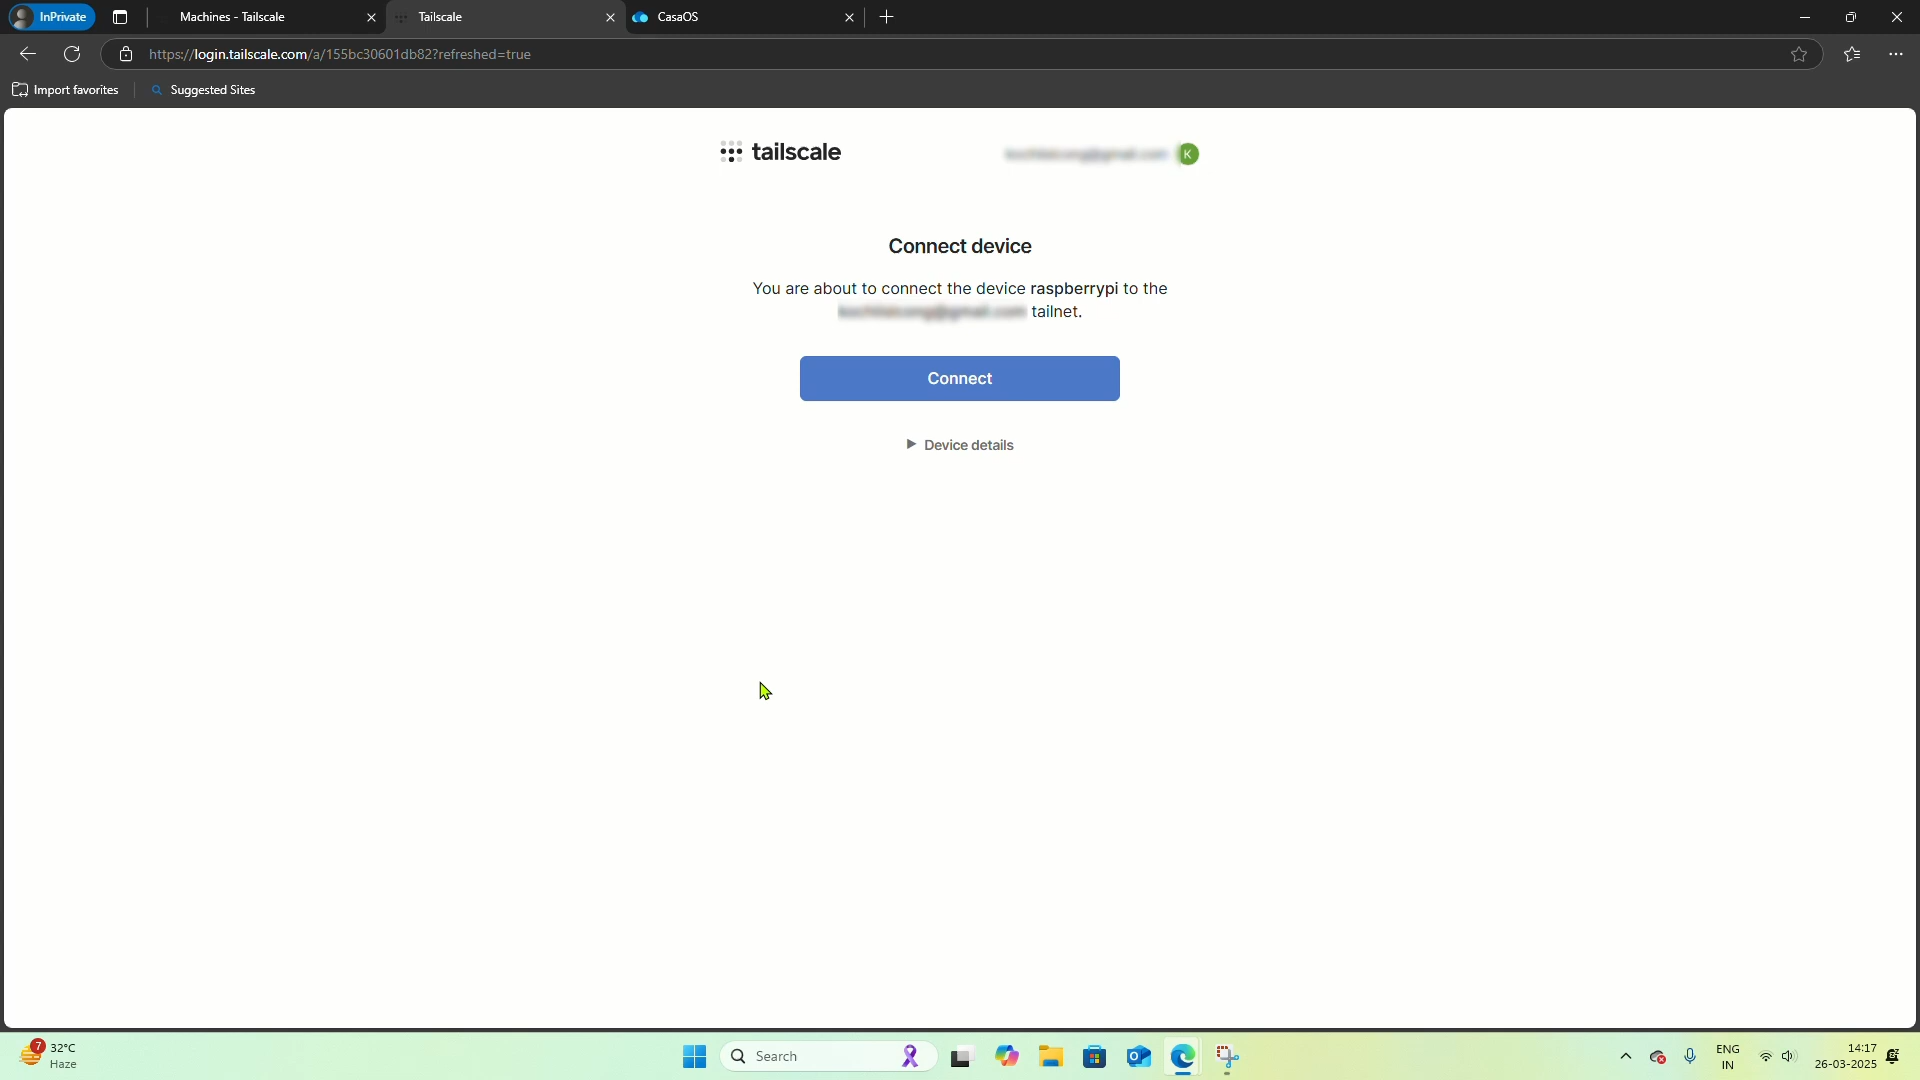 InPrivate
Machines - Tailscale
Tailscale
CasaOS
https://login.tailscale.com/a/155bc30601db82?refreshed=true
Import favorites
Suggested Sites
tailscale
K
Connect device
You are about to connect the device raspberrypi to the
tailnet.
Connect
Device details
7
32°C
Haze
Search
ENG
IN
14:17
26-03-2025